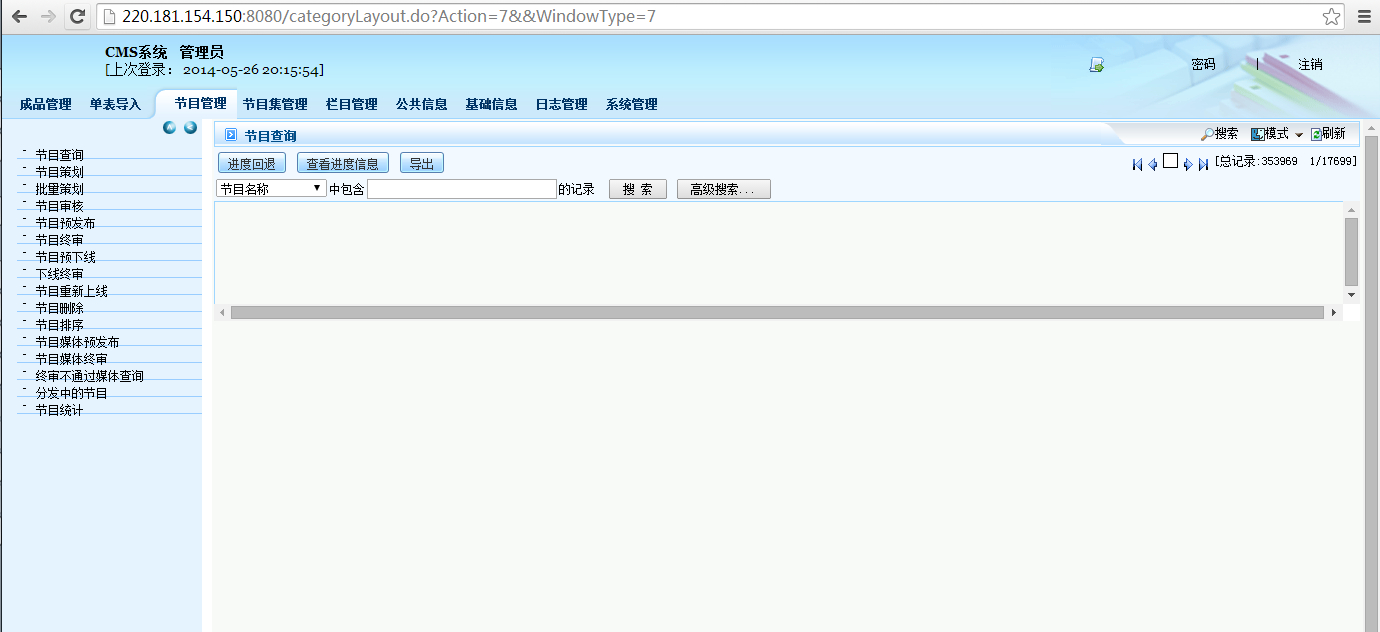 220.181.154.150:8080/categoryLayout.do?Action=7&&WindowType=7
CMS系统 管理员
[上次登录： 2014-05-26 20:15:54]
密码 | 注销
成品管理 单表导入 节目管理 节目集管理 栏目管理 公共信息 基础信息 日志管理 系统管理
节目查询
节目策划
批量策划
节目审核
节目预发布
节目终审
节目预下线
下线终审
节目重新上线
节目删除
节目排序
节目媒体预发布
节目媒体终审
终审不通过媒体查询
分发中的节目
节目统计
节目查询
搜索 模式 刷新
进度回退 查看进度信息 导出
[总记录:353969 1/17699]
节目名称 中包含 的记录 搜 索 高级搜索...